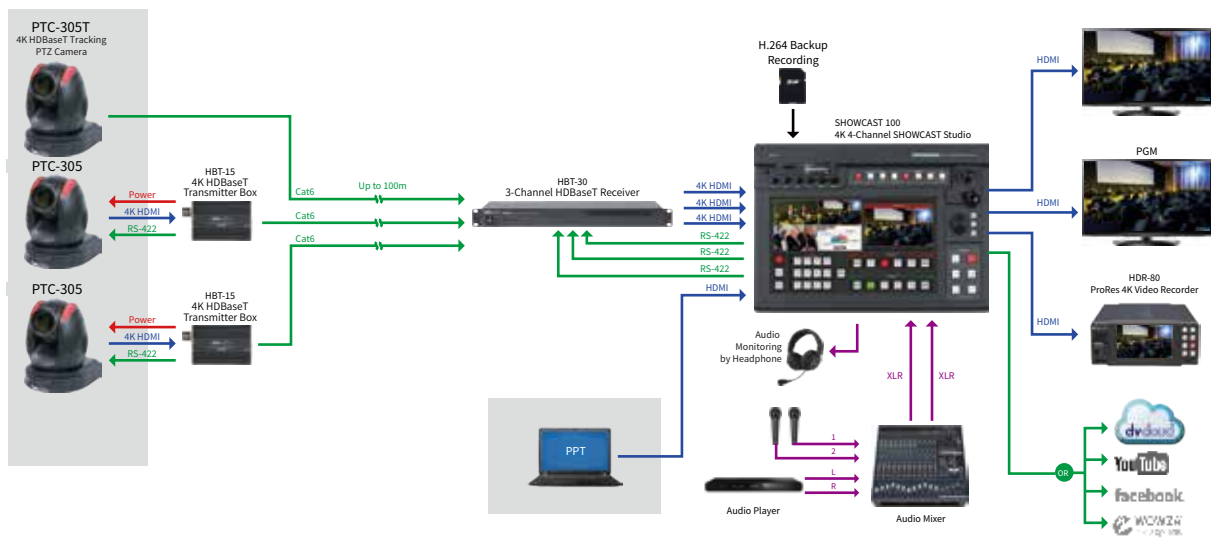 PTC-305T
4K HDBaseT Tracking
PTZ Camera
PTC-305
HBT-15
4K HDBaseT
Transmitter Box
Power
4K HDMI
RS-422
PTC-305
HBT-15
4K HDBaseT
Transmitter Box
Power
4K HDMI
RS-422
Cat6
Up to 100m
Cat6
Cat6
HBT-30
3-Channel HDBaseT Receiver
4K HDMI
4K HDMI
4K HDMI
RS-422
RS-422
RS-422
HDMI
H.264 Backup
Recording
SHOWCAST 100
4K 4-Channel SHOWCAST Studio
HDMI
PGM
HDMI
HDR-80
ProRes 4K Video Recorder
HDMI
Audio
Monitoring
by Headphone
XLR
XLR
PPT
1
2
L
R
Audio Player
Audio Mixer
OR
dvcloud
YouTube
facebook
WOWZA